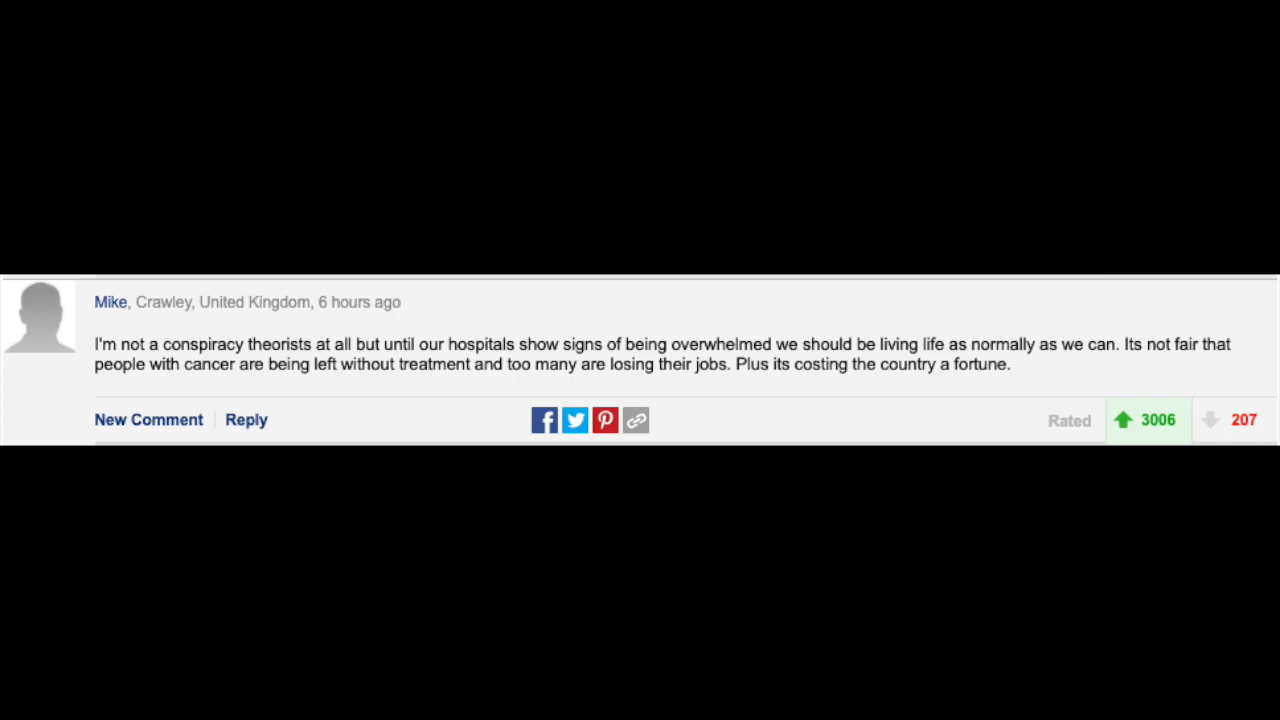 Mike, Crawley, United Kingdom, 6 hours ago
I'm not a conspiracy theorists at all but until our hospitals show signs of being overwhelmed we should be living life as normally as we can. Its not fair that
people with cancer are being left without treatment and too many are losing their jobs. Plus its costing the country a fortune.
New Comment Reply Rated 3006 207